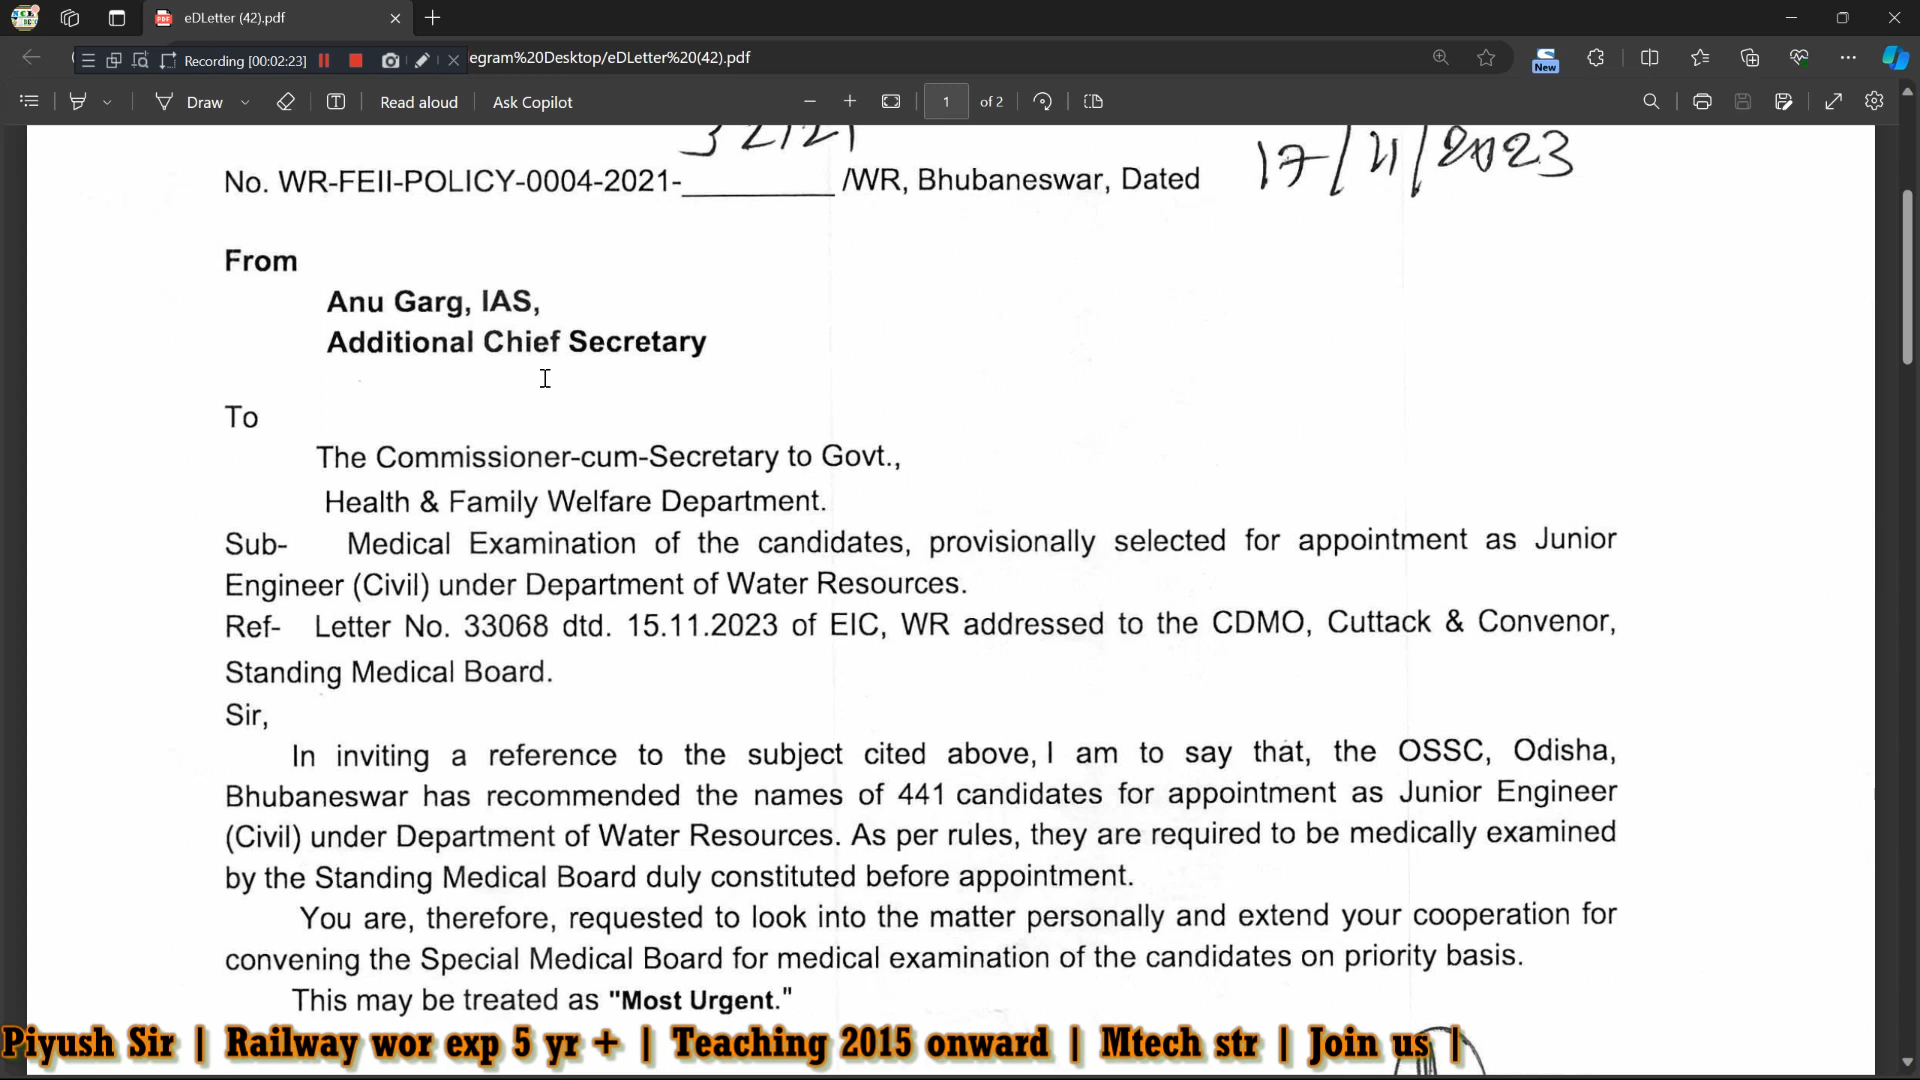 eDLetter (42).pdf
Recording [00:02:23]
egram%20Desktop/eDLetter%20(42).pdf
New
Draw
Read aloud
Ask Copilot
1
of 2
17/11/2023
No. WR-FEII-POLICY-0004-2021-__________ /WR, Bhubaneswar, Dated
From
Anu Garg, IAS,
Additional Chief Secretary
To
The Commissioner-cum-Secretary to Govt.,
Health & Family Welfare Department.
Sub- Medical Examination of the candidates, provisionally selected for appointment as Junior
Engineer (Civil) under Department of Water Resources.
Ref- Letter No. 33068 dtd. 15.11.2023 of EIC, WR addressed to the CDMO, Cuttack & Convenor,
Standing Medical Board.
Sir,
In inviting a reference to the subject cited above, I am to say that, the OSSC, Odisha,
Bhubaneswar has recommended the names of 441 candidates for appointment as Junior Engineer
(Civil) under Department of Water Resources. As per rules, they are required to be medically examined
by the Standing Medical Board duly constituted before appointment.
You are, therefore, requested to look into the matter personally and extend your cooperation for
convening the Special Medical Board for medical examination of the candidates on priority basis.
This may be treated as "Most Urgent."
Piyush Sir | Railway wor exp 5 yr + | Teaching 2015 onward | Mtech str | Join us |